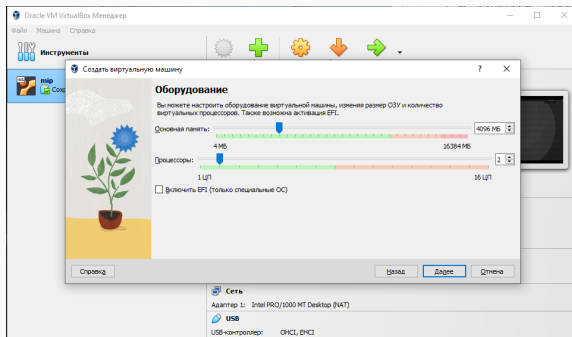 Oracle VM VirtualBox Менеджер
Файл Машина Справка
Инструменты
mip
Сохр
Создать виртуальную машину
? ×
Оборудование
Вы можете настроить оборудование виртуальной машины, изменяя размер ОЗУ и количество
виртуальных процессоров. Также возможна активация EFI.
Основная память:
4096 МБ
4 МБ
16384 МБ
Процессоры:
2
1 ЦП
16 ЦП
Включить EFI (только специальные ОС)
Справка
Назад
Далее
Отмена
Сеть
Адаптер 1: Intel PRO/1000 MT Desktop (NAT)
USB
USB-контроллер: OHCI, EHCI